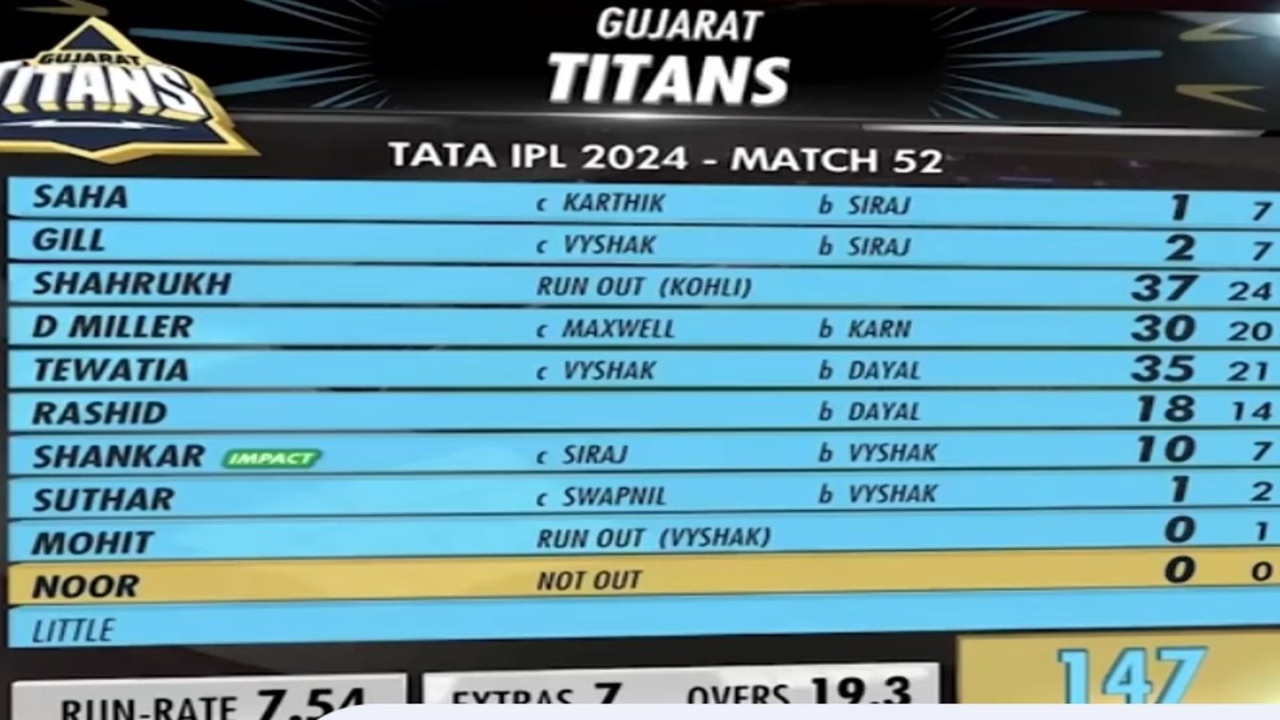 GUJARAT
TITANS
GUJARAT
TITANS
TATA IPL 2024 - MATCH 52
SAHA c KARTHIK b SIRAJ 1 7
GILL c VYSHAK b SIRAJ 2 7
SHAHRUKH RUN OUT (KOHLI) 37 24
D MILLER c MAXWELL b KARN 30 20
TEWATIA c VYSHAK b DAYAL 35 21
RASHID b DAYAL 18 14
SHANKAR IMPACT c SIRAJ b VYSHAK 10 7
SUTHAR c SWAPNIL b VYSHAK 1 2
MOHIT RUN OUT (VYSHAK) 0 1
NOOR NOT OUT 0 0
LITTLE
RUN-RATE 7.54 EXTRAS 7 OVERS 19.3 147